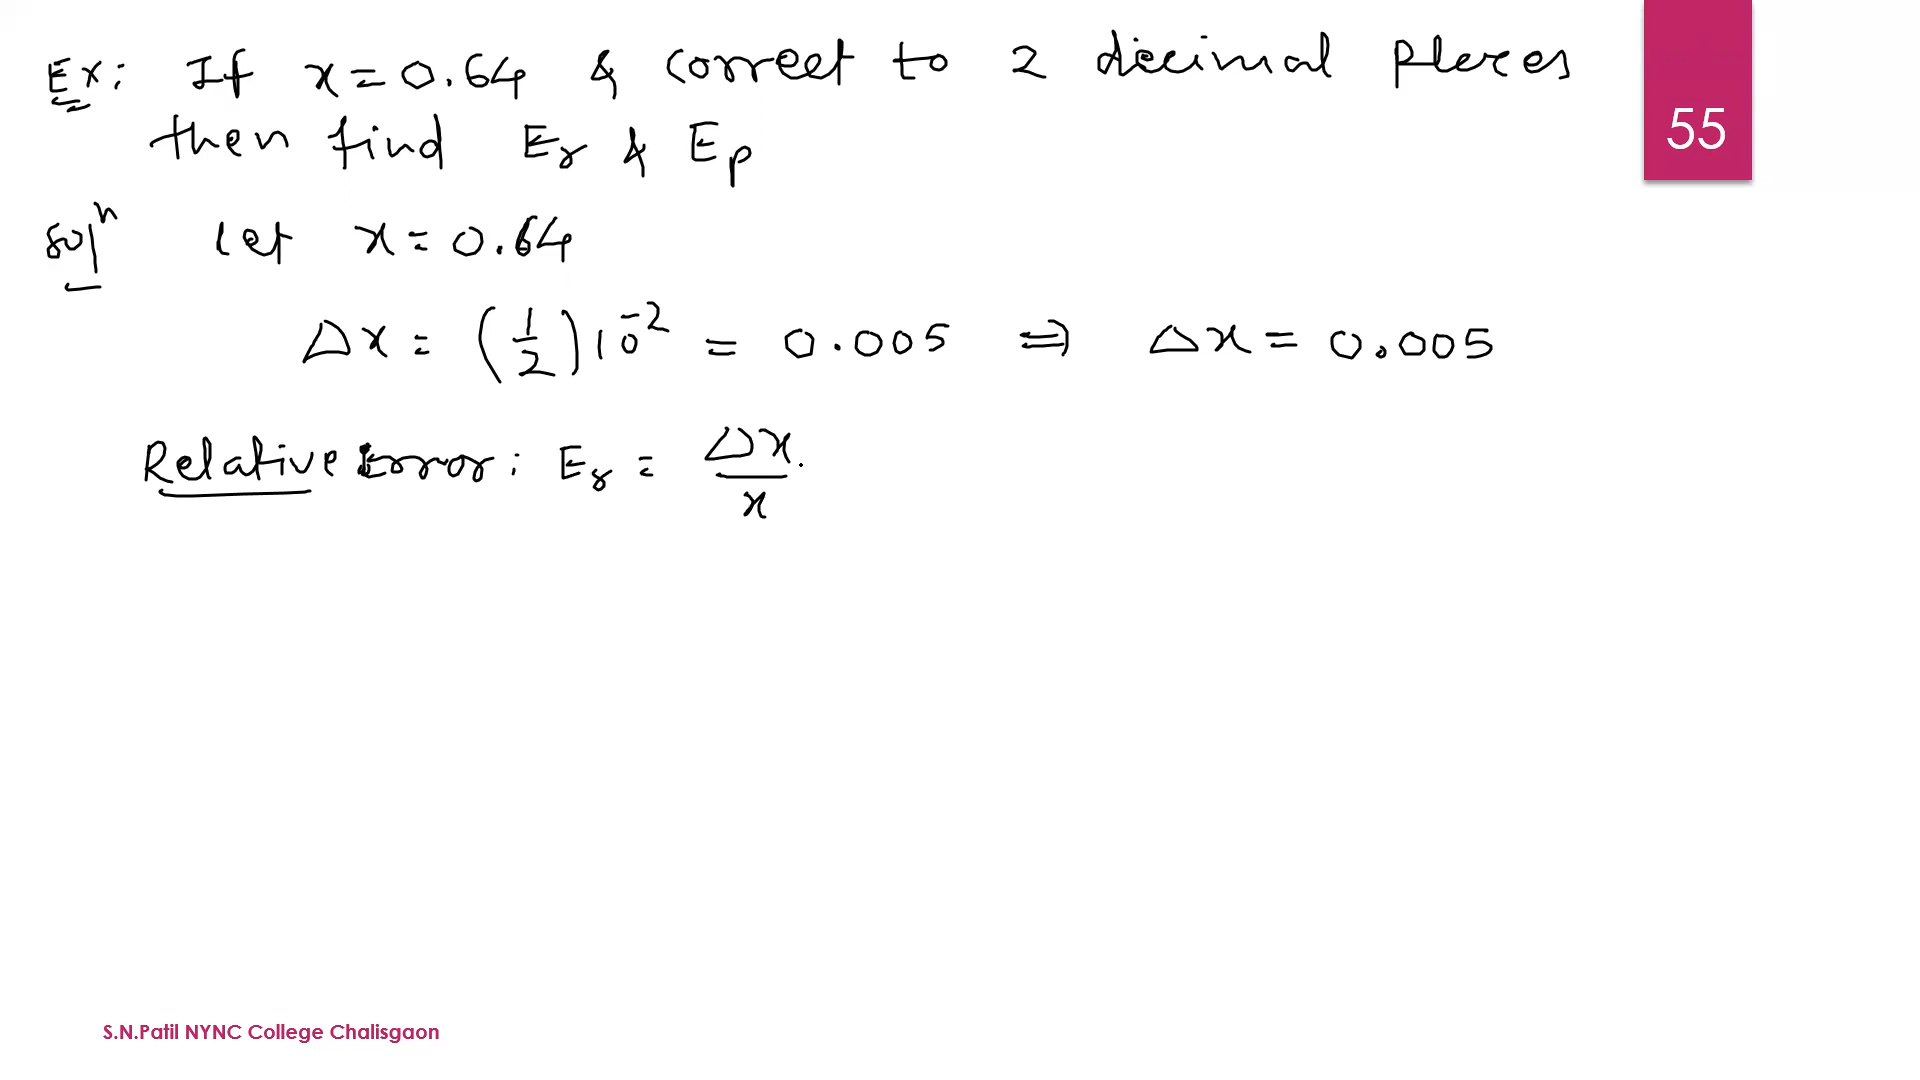 Ex: If x = 0.64 & correct to 2 decimal places
55
then find Er & Ep
Solⁿ let x = 0.64
Δx = (1/2) 10⁻² = 0.005 ⇒ Δx = 0.005
Relative Error: Er = Δx/x
S.N.Patil NYNC College Chalisgaon